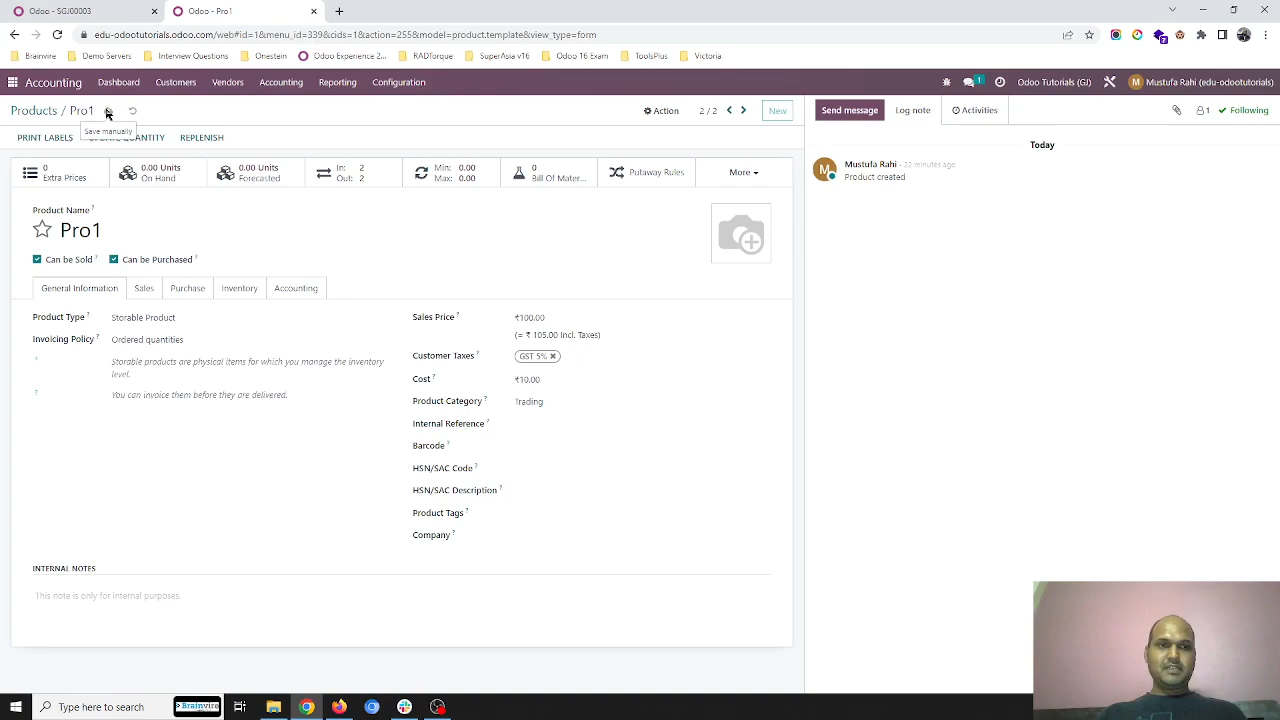 Odoo - SGJ00003
Odoo - Pro1
edu-odootutorials.odoo.com/web#id=1&menu_id=339&cids=1&action=255&model=product.template&view_type=form
Brainvire
Demo Servers
Interview Questions
Onestein
Odoo Experience 2...
RADforque
SuperAsia v16
Odoo 16 Exam
ToolsPlus
Victoria
Accounting
Dashboard
Customers
Vendors
Accounting
Reporting
Configuration
1
Odoo Tutorials (GJ)
Mustufa Rahi (edu-odootutorials)
Products / Pro1
Action
2 / 2
New
Send message
Log note
Activities
1
Following
Save manually
PRINT LABELS
QUANTITY
REPLENISH
Today
0
Extra Prices
0.00 Units
On Hand
0.00 Units
Forecasted
In: 2
Out: 2
Min: 0.00
Max: 0.00
0
Bill Of Mater...
Putaway Rules
More
Mustufa Rahi - 22 minutes ago
Product created
Product Name ?
Pro1
Can be Sold ?
Can be Purchased ?
General Information
Sales
Purchase
Inventory
Accounting
Product Type ? Storable Product
Invoicing Policy ? Ordered quantities
? Storable products are physical items for which you manage the inventory
level.
? You can invoice them before they are delivered.
Sales Price ? ₹100.00
(= ₹ 105.00 Incl. Taxes)
Customer Taxes ? GST 5% ✖
Cost ? ₹10.00
Product Category ? Trading
Internal Reference ?
Barcode ?
HSN/SAC Code ?
HSN/SAC Description ?
Product Tags ?
Company ?
INTERNAL NOTES
This note is only for internal purposes.
Type here to search
Brainvire